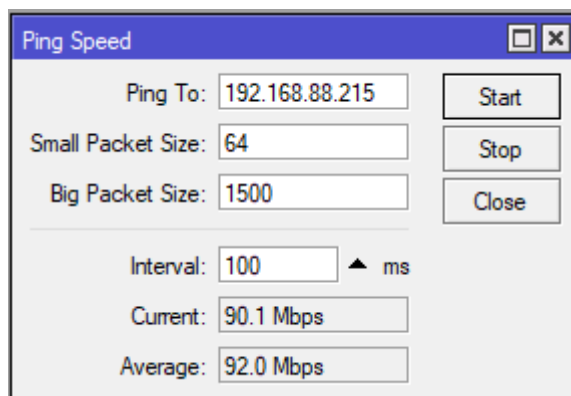 Ping Speed
Ping To: 192.168.88.215 Start
Small Packet Size: 64 Stop
Big Packet Size: 1500 Close
Interval: 100 ms
Current: 90.1 Mbps
Average: 92.0 Mbps